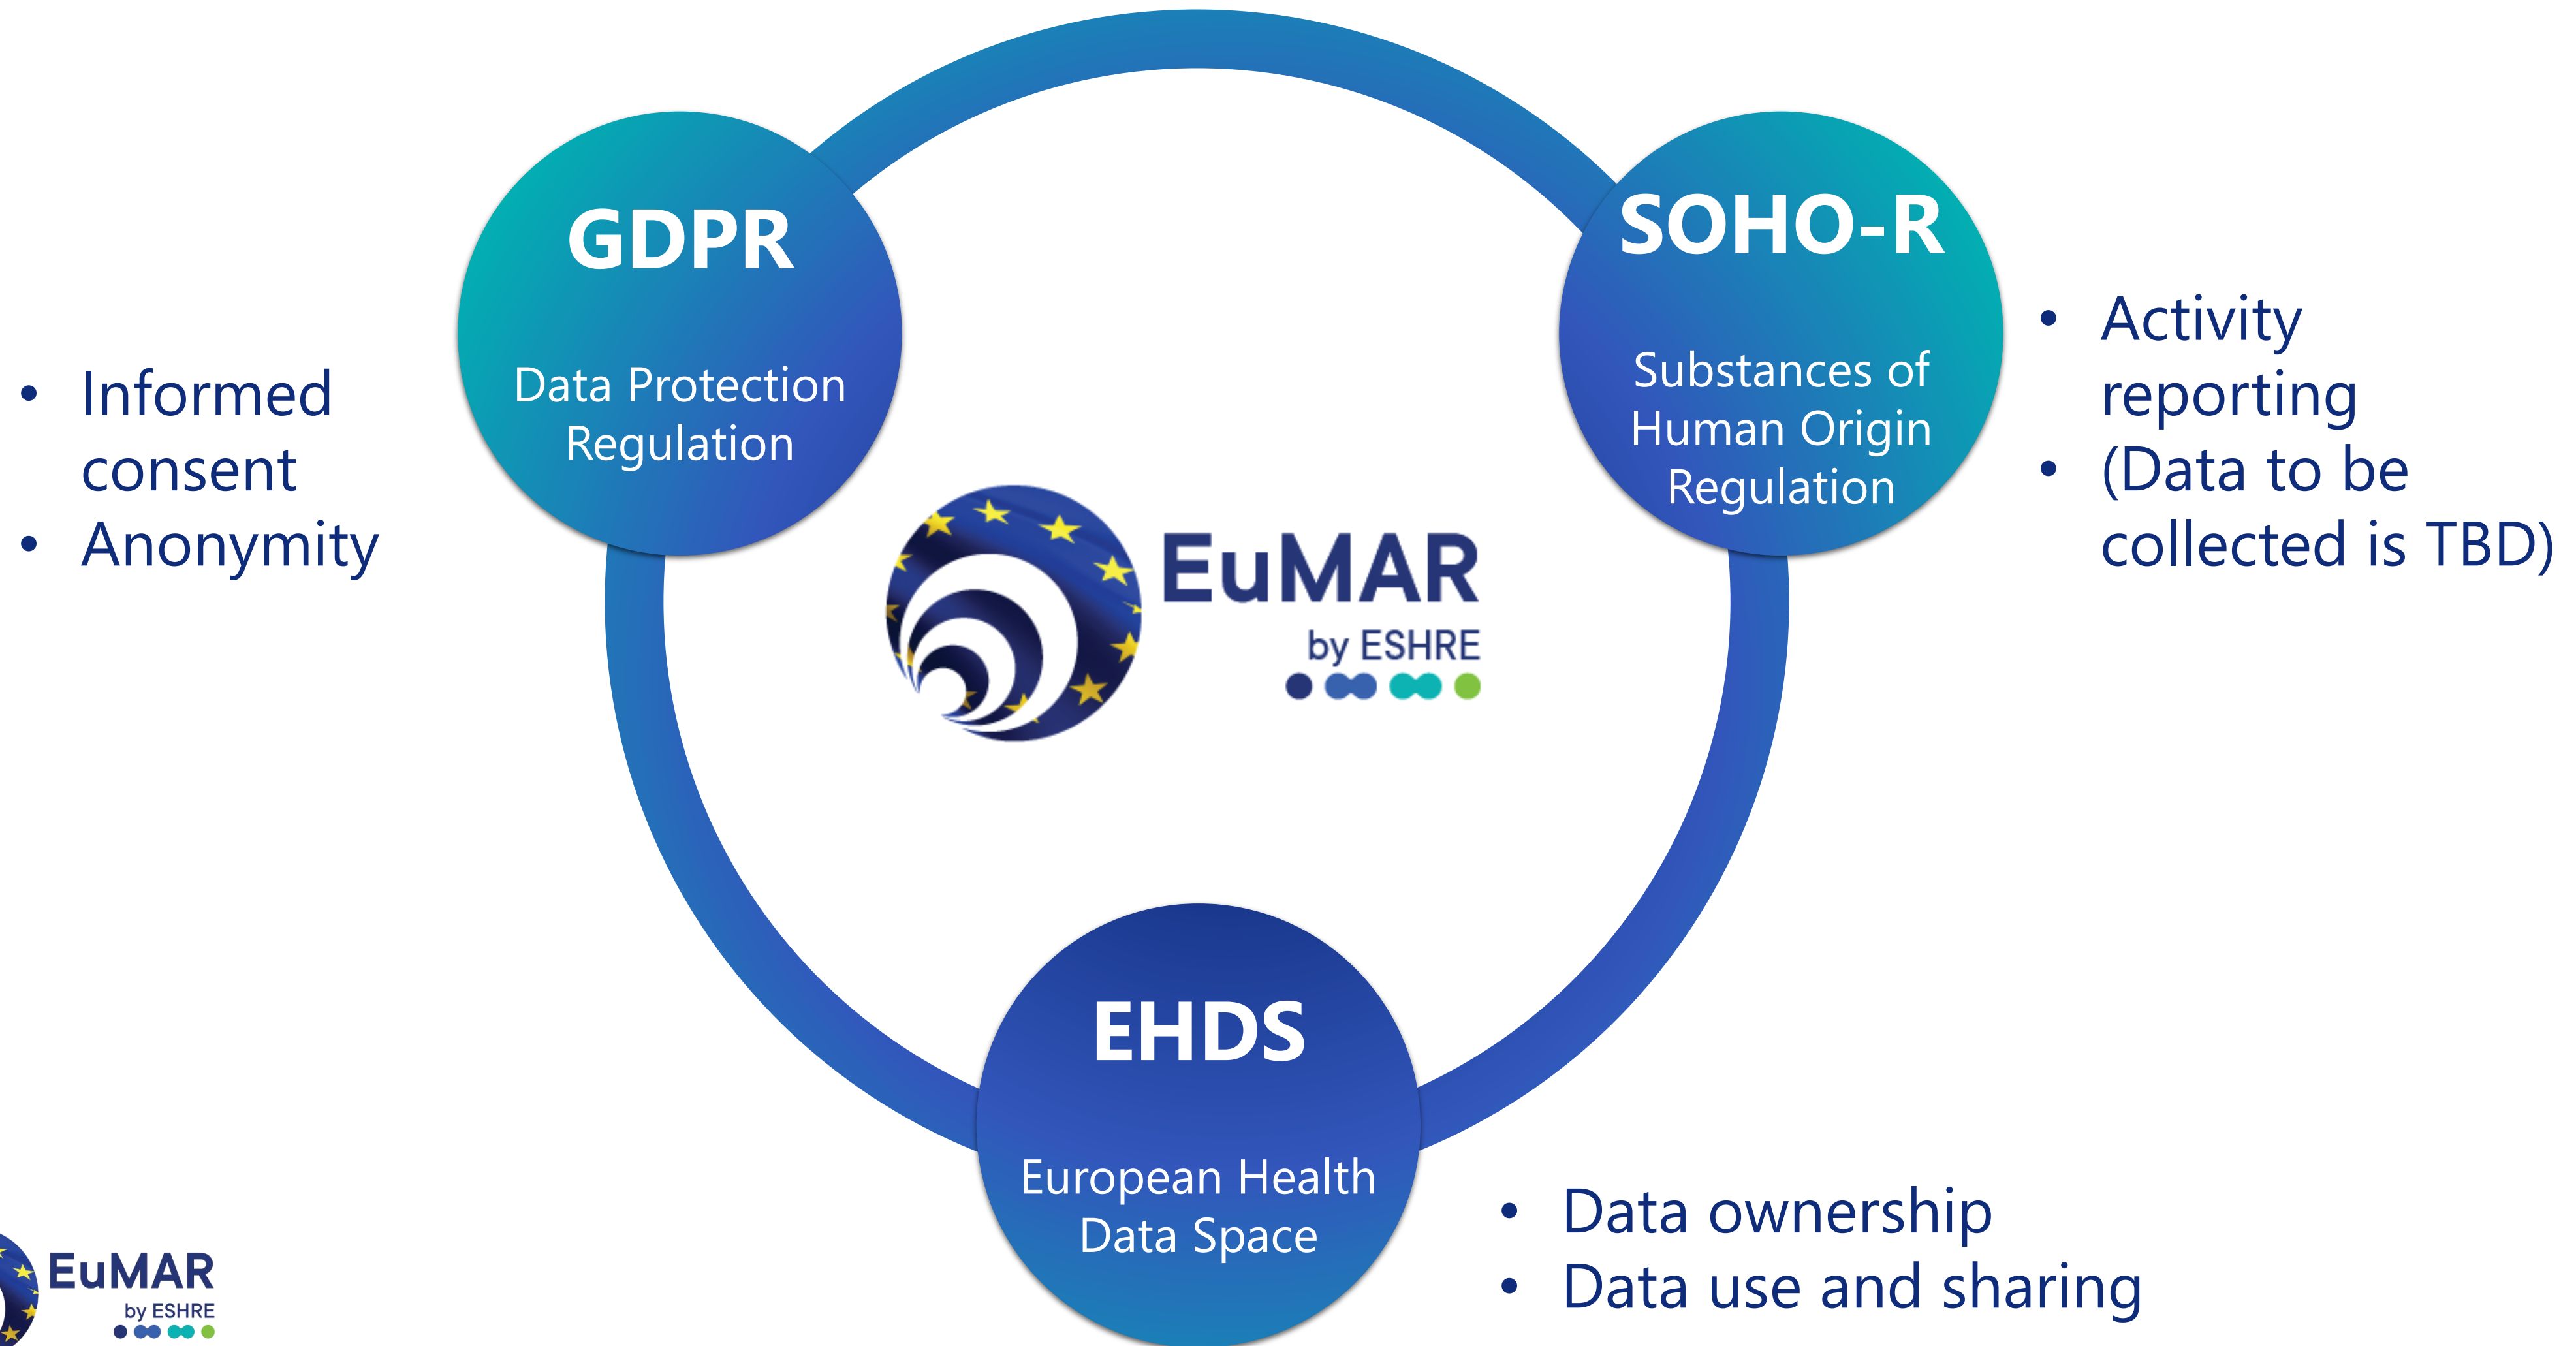 GDPR
Data Protection
Regulation
• Informed
consent
• Anonymity
SOHO-R
Substances of
Human Origin
Regulation
• Activity
reporting
• (Data to be
collected is TBD)
EuMAR
by ESHRE
EHDS
European Health
Data Space
• Data ownership
• Data use and sharing
EuMAR
by ESHRE